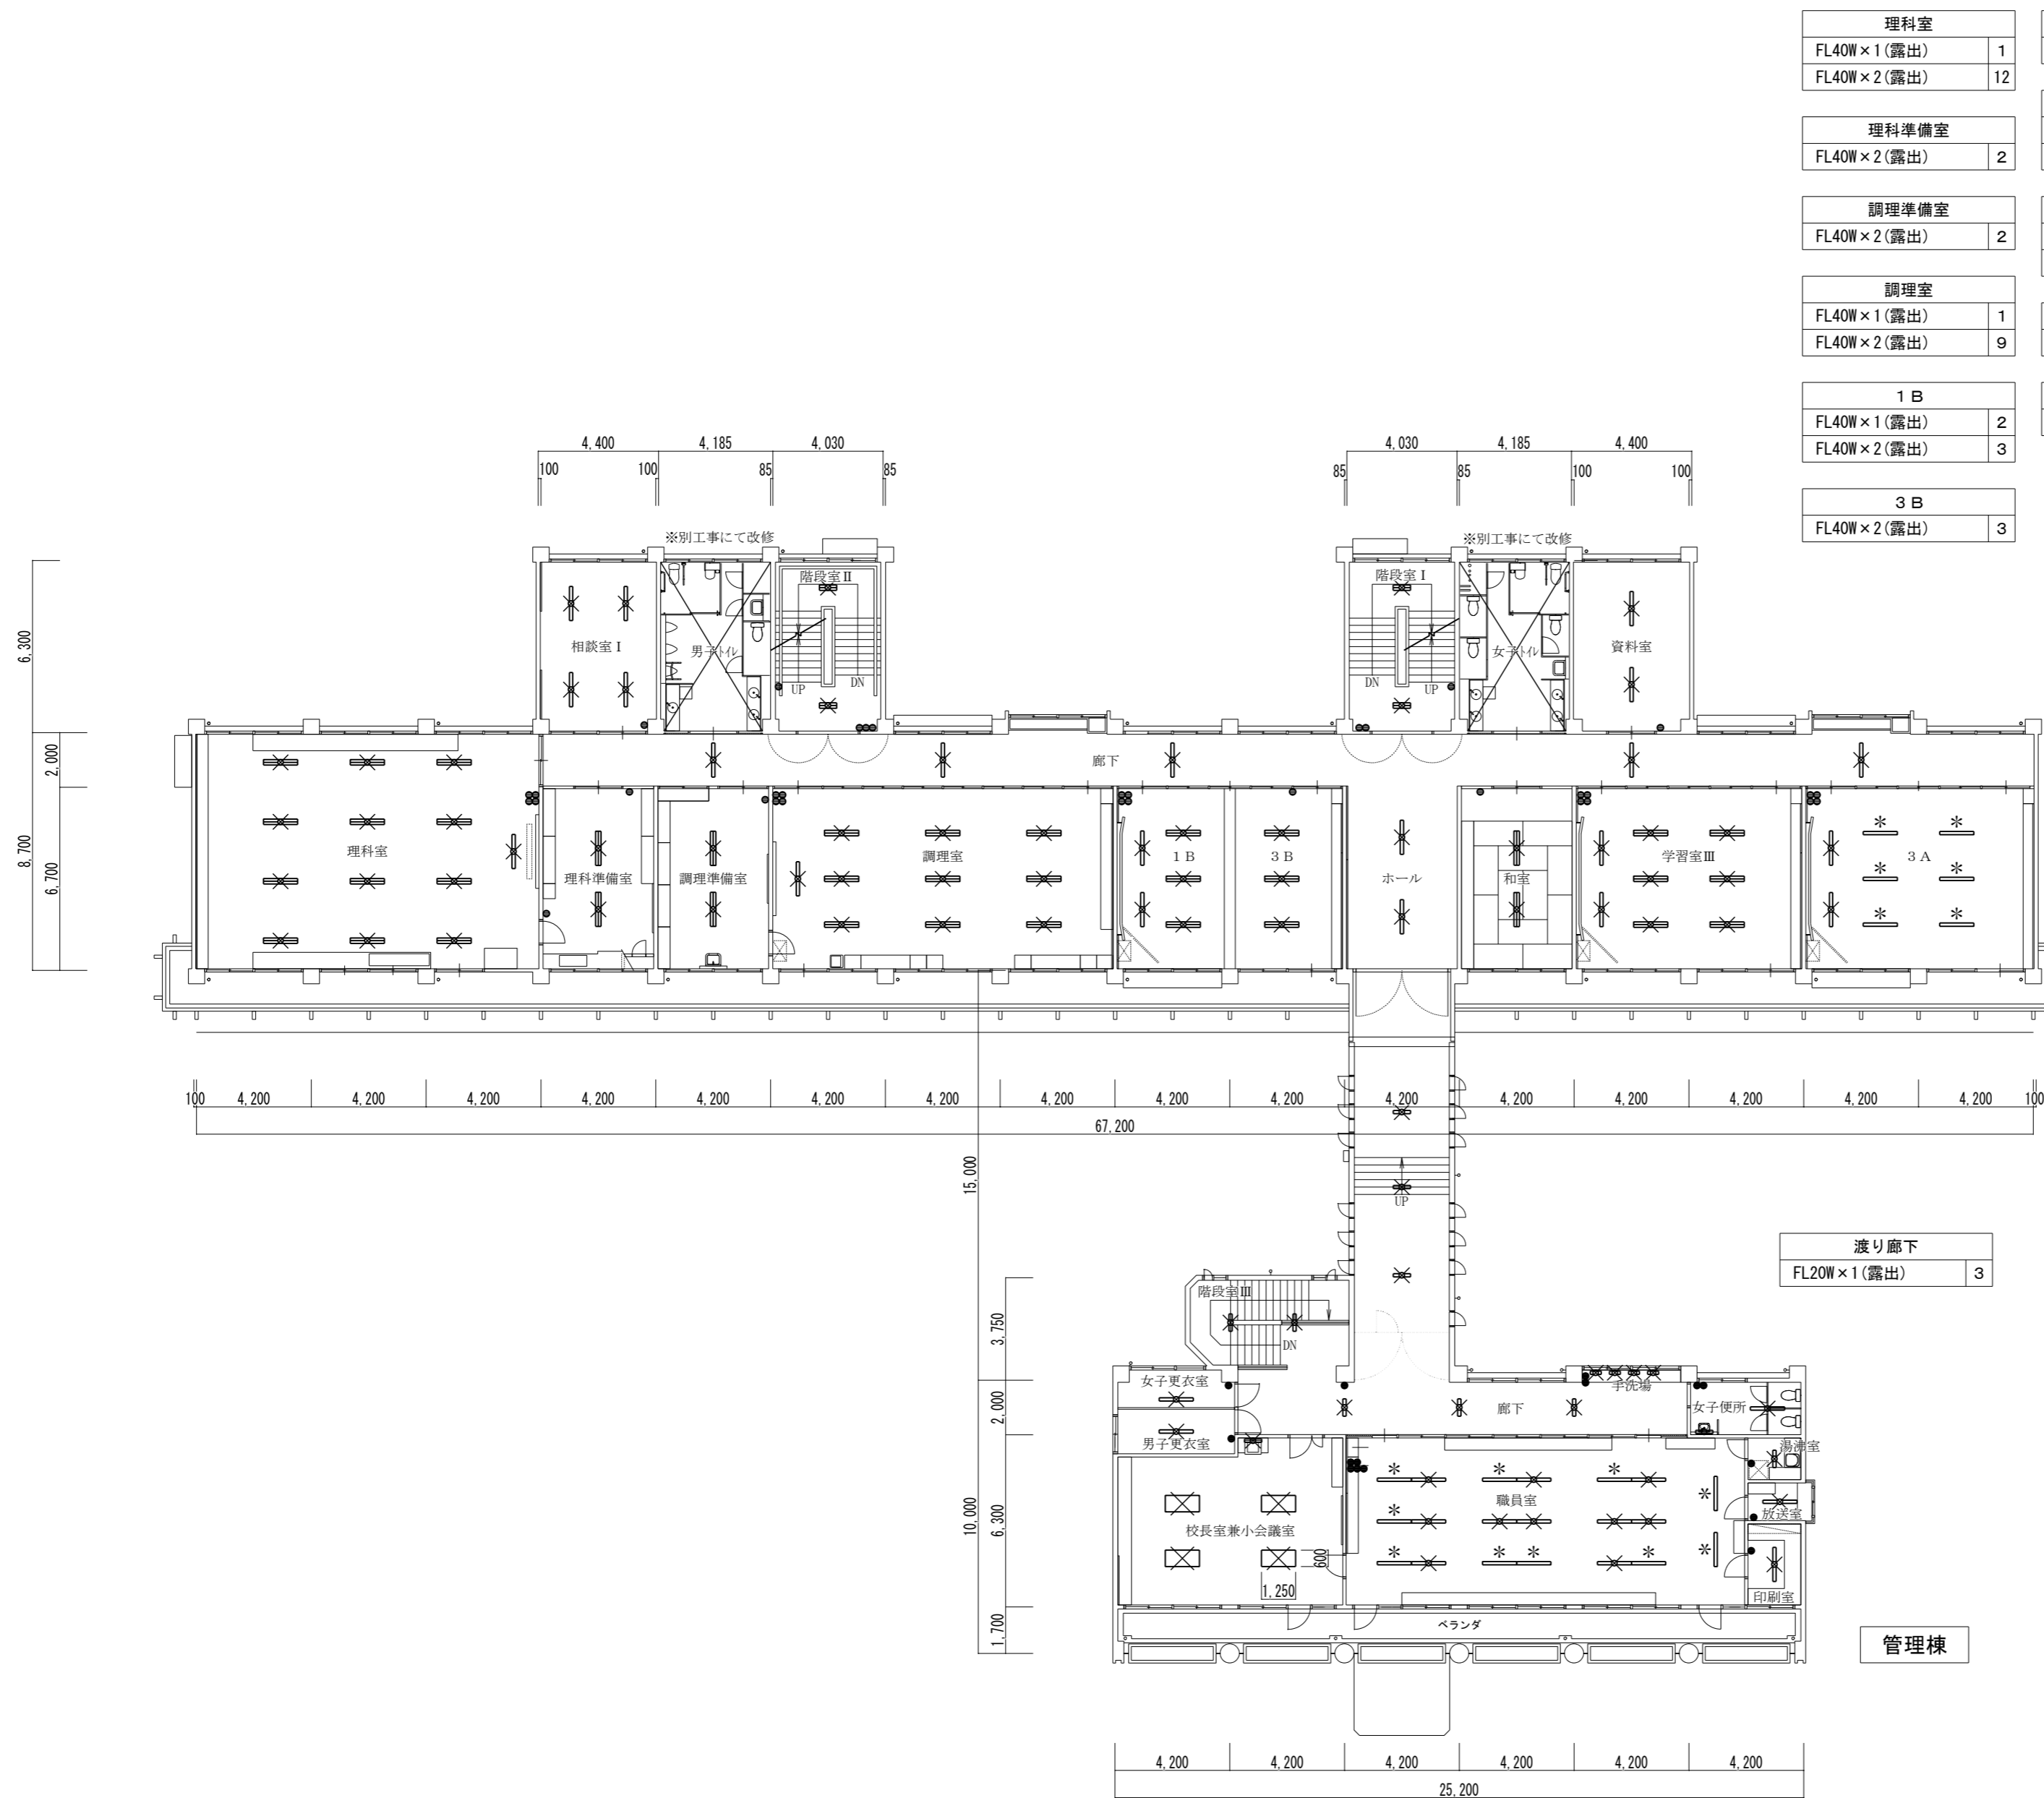 理科室
FL40W×1(露出) 1
FL40W×2(露出) 12
理科準備室
FL40W×2(露出) 2
調理準備室
FL40W×2(露出) 2
調理室
FL40W×1(露出) 1
FL40W×2(露出) 9
1B
FL40W×1(露出) 2
FL40W×2(露出) 3
3B
FL40W×2(露出) 3
4,400 4,185 4,030 4,030 4,185 4,400
100 100 85 85 85 85 100 100
※別工事にて改修 ※別工事にて改修
階段室Ⅱ 階段室Ⅰ
6,300
相談室Ⅰ 男子トイレ 女子トイレ 資料室
UP DN DN UP
2,000
廊下
8,700
6,700
理科室 調理室 1B 3B 学習室Ⅲ 3A
理科準備室 調理準備室 ホール 和室
* *
* *
* *
100 4,200 4,200 4,200 4,200 4,200 4,200 4,200 4,200 4,200 4,200 4,200 4,200 4,200 4,200 4,200 4,200 100
67,200
15,000
UP
渡り廊下
FL20W×1(露出) 3
階段室Ⅲ
3,750
DN
女子更衣室 手洗場
2,000
廊下 女子便所
男子更衣室 湯沸室
* * *
職員室 *
10,000
6,300
校長室兼小会議室 * 放送室
* * * * *
600
1,250 印刷室
1,700
ベランダ
管理棟
4,200 4,200 4,200 4,200 4,200 4,200
25,200